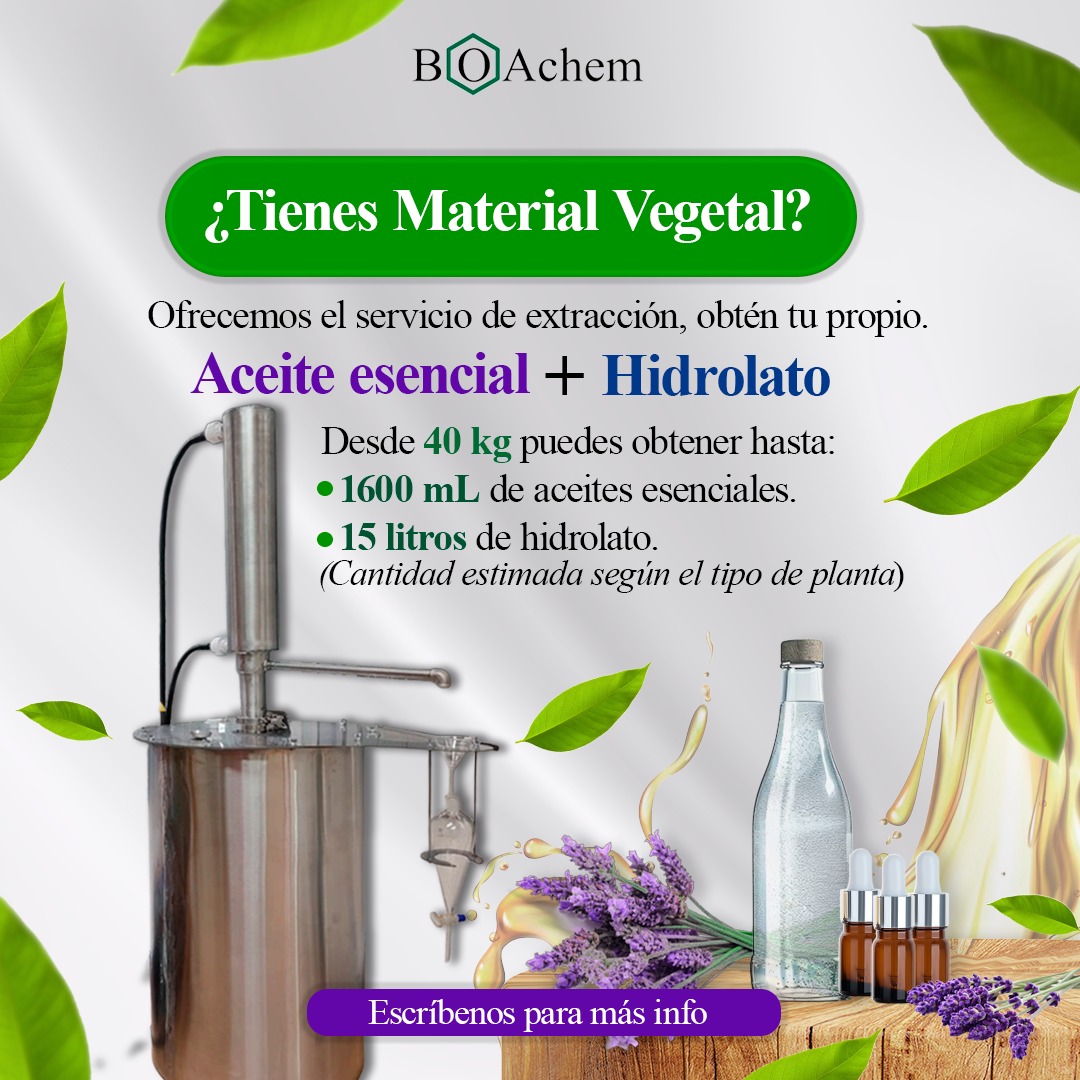 BOAchem
¿Tienes Material Vegetal?
Ofrecemos el servicio de extracción, obtén tu propio.
Aceite esencial + Hidrolato
Desde 40 kg puedes obtener hasta:
• 1600 mL de aceites esenciales.
• 15 litros de hidrolato.
(Cantidad estimada según el tipo de planta)
Escríbenos para más info